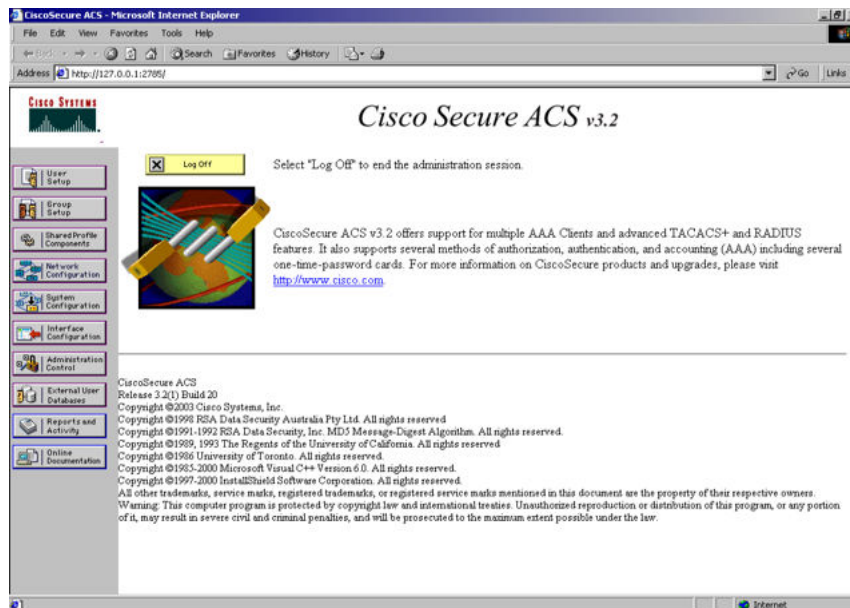 CiscoSecure ACS - Microsoft Internet Explorer
File Edit View Favorites Tools Help
Back Search Favorites History
Address http://127.0.0.1:2785/ Go Links
CISCO SYSTEMS
Cisco Secure ACS v3.2
Log Off
Select "Log Off" to end the administration session.
User Setup
Group Setup
Shared Profile Components
Network Configuration
System Configuration
Interface Configuration
Administration Control
External User Databases
Reports and Activity
Online Documentation
CiscoSecure ACS v3.2 offers support for multiple AAA Clients and advanced TACACS+ and RADIUS
features. It also supports several methods of authorization, authentication, and accounting (AAA) including several
one-time-password cards. For more information on CiscoSecure products and upgrades, please visit
http://www.cisco.com.
CiscoSecure ACS
Release 3.2(1) Build 20
Copyright ©2003 Cisco Systems, Inc.
Copyright ©1998 RSA Data Security Australia Pty Ltd. All rights reserved
Copyright ©1991-1992 RSA Data Security, Inc. MD5 Message-Digest Algorithm. All rights reserved.
Copyright ©1989, 1993 The Regents of the University of California. All rights reserved
Copyright ©1986 University of Toronto. All rights reserved.
Copyright ©1985-2000 Microsoft Visual C++ Version 6.0. All rights reserved.
Copyright ©1997-2000 InstallShield Software Corporation. All rights reserved.
All other trademarks, service marks, registered trademarks, or registered service marks mentioned in this document are the property of their respective owners.
Warning: This computer program is protected by copyright law and international treaties. Unauthorized reproduction or distribution of this program, or any portion
of it, may result in severe civil and criminal penalties, and will be prosecuted to the maximum extent possible under the law.
Internet